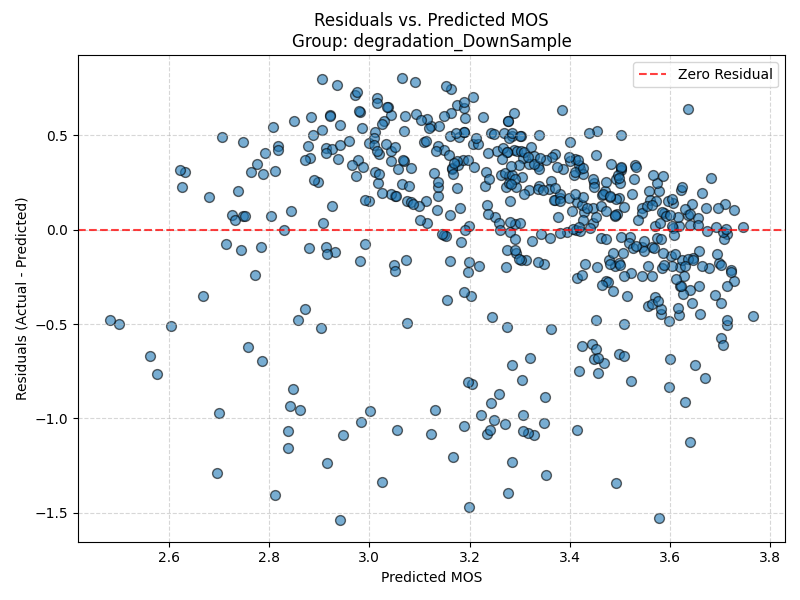 Residuals vs. Predicted MOS
Group: degradation_DownSample
Zero Residual
Residuals (Actual - Predicted)
0.5
0.0
−0.5
−1.0
−1.5
2.6 2.8 3.0 3.2 3.4 3.6 3.8
Predicted MOS